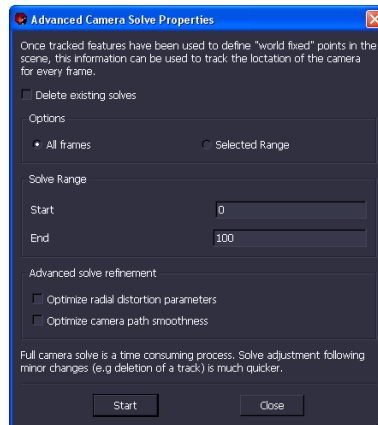 Advanced Camera Solve Properties
Once tracked features have been used to define "world fixed" points in the
scene, this information can be used to track the loctation of the camera
for every frame.
Delete existing solves
Options
All frames
Selected Range
Solve Range
Start
0
End
100
Advanced solve refinement
Optimize radial distortion parameters
Optimize camera path smoothness
Full camera solve is a time consuming process. Solve adjustment following
minor changes (e.g deletion of a track) is much quicker.
Start
Close